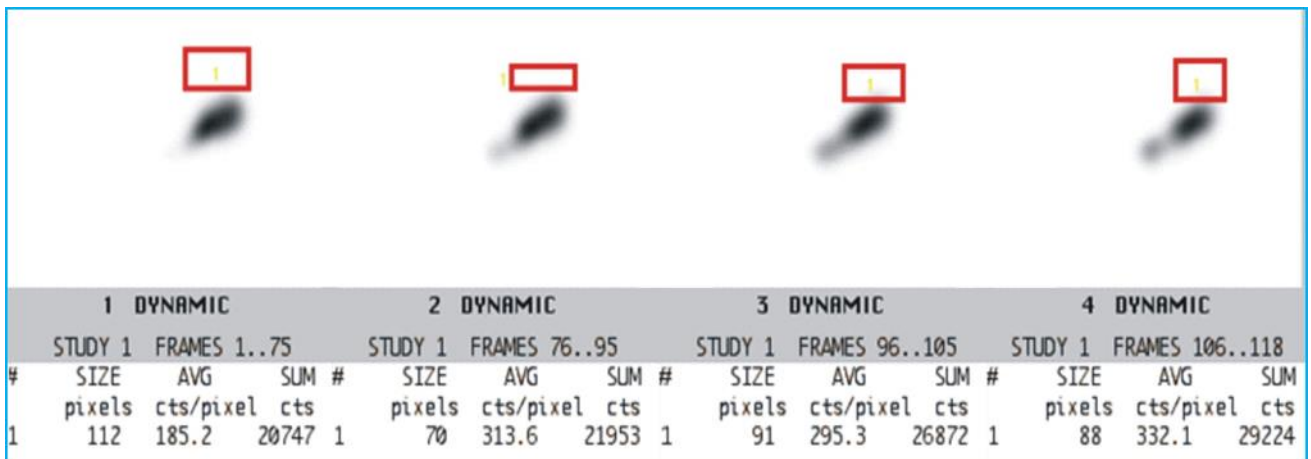 1
1
1
1
1 DYNAMIC
STUDY 1 FRAMES 1..75
# SIZE AVG SUM
pixels cts/pixel cts
1 112 185.2 20747
2 DYNAMIC
STUDY 1 FRAMES 76..95
# SIZE AVG SUM
pixels cts/pixel cts
1 70 313.6 21953
3 DYNAMIC
STUDY 1 FRAMES 96..105
# SIZE AVG SUM
pixels cts/pixel cts
1 91 295.3 26872
4 DYNAMIC
STUDY 1 FRAMES 106..118
# SIZE AVG SUM
pixels cts/pixel cts
1 88 332.1 29224